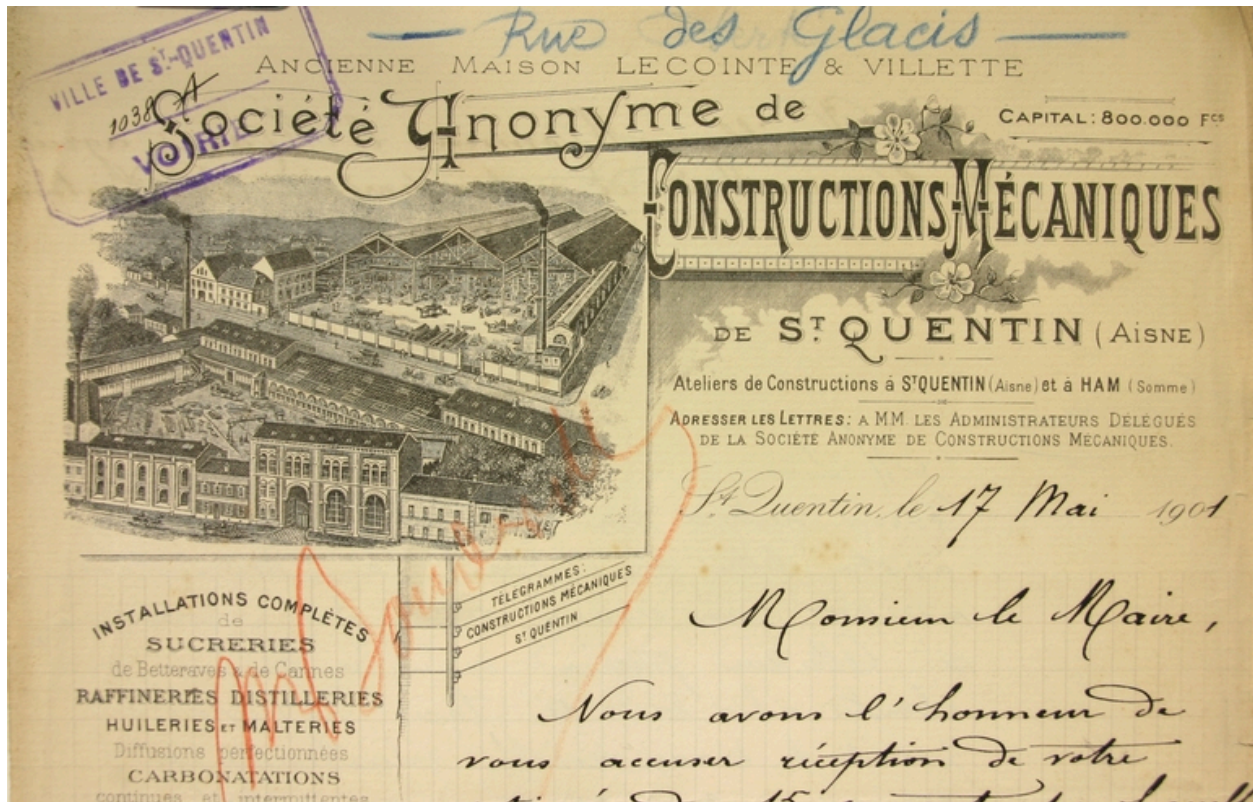 Rue des Glacis
VILLE DE ST-QUENTIN
1038 A
VOIRIE
ANCIENNE MAISON LECOINTE & VILLETTE
Société Anonyme de
CAPITAL: 800.000 FCS
CONSTRUCTIONS MÉCANIQUES
DE ST QUENTIN (AISNE)
Ateliers de Constructions à ST QUENTIN (Aisne) et à HAM (Somme)
ADRESSER LES LETTRES: A MM. LES ADMINISTRATEURS DÉLÉGUÉS
DE LA SOCIÉTÉ ANONYME DE CONSTRUCTIONS MÉCANIQUES.
St Quentin, le 17 Mai 1901
TÉLÉGRAMMES:
CONSTRUCTIONS MÉCANIQUES
ST QUENTIN
INSTALLATIONS COMPLÈTES
de
SUCRERIES
de Betteraves & de Cannes
RAFFINERIES DISTILLERIES
HUILERIES ET MALTERIES
Diffusions perfectionnées
CARBONATATIONS
continues et intermittentes
Monsieur le Maire,
Nous avons l'honneur de
vous accuser réception de votre